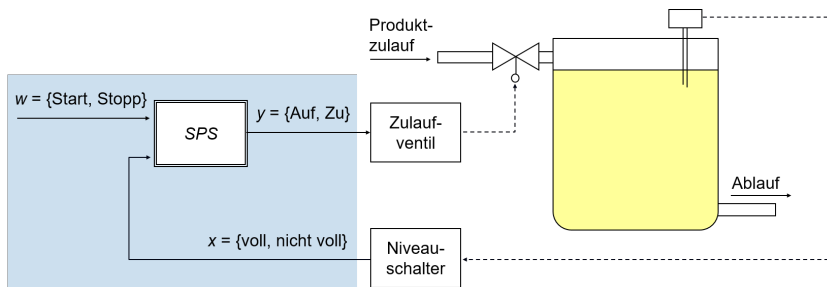 Produkt-
zulauf
w = {Start, Stopp}
SPS
y = {Auf, Zu}
Zulauf-
ventil
Ablauf
x = {voll, nicht voll}
Niveau-
schalter